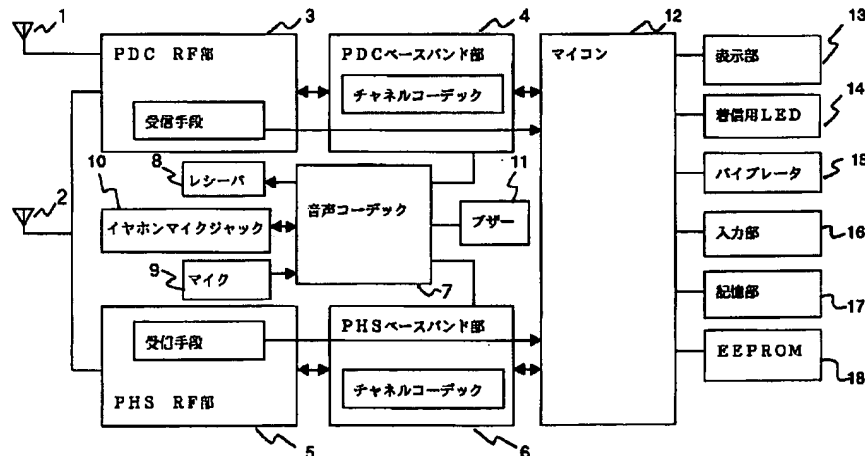 1
3
4
12
13
PDC RF部
PDCベースバンド部
マイコン
表示部
チャネルコーデック
14
着信用LED
受信手段
8
レシーバ
11
バイブレータ
15
10
2
音声コーデック
ブザー
イヤホンマイクジャック
入力部
16
9
マイク
7
記憶部
17
PHSベースバンド部
受信手段
EEPROM
チャネルコーデック
18
PHS RF部
5
6